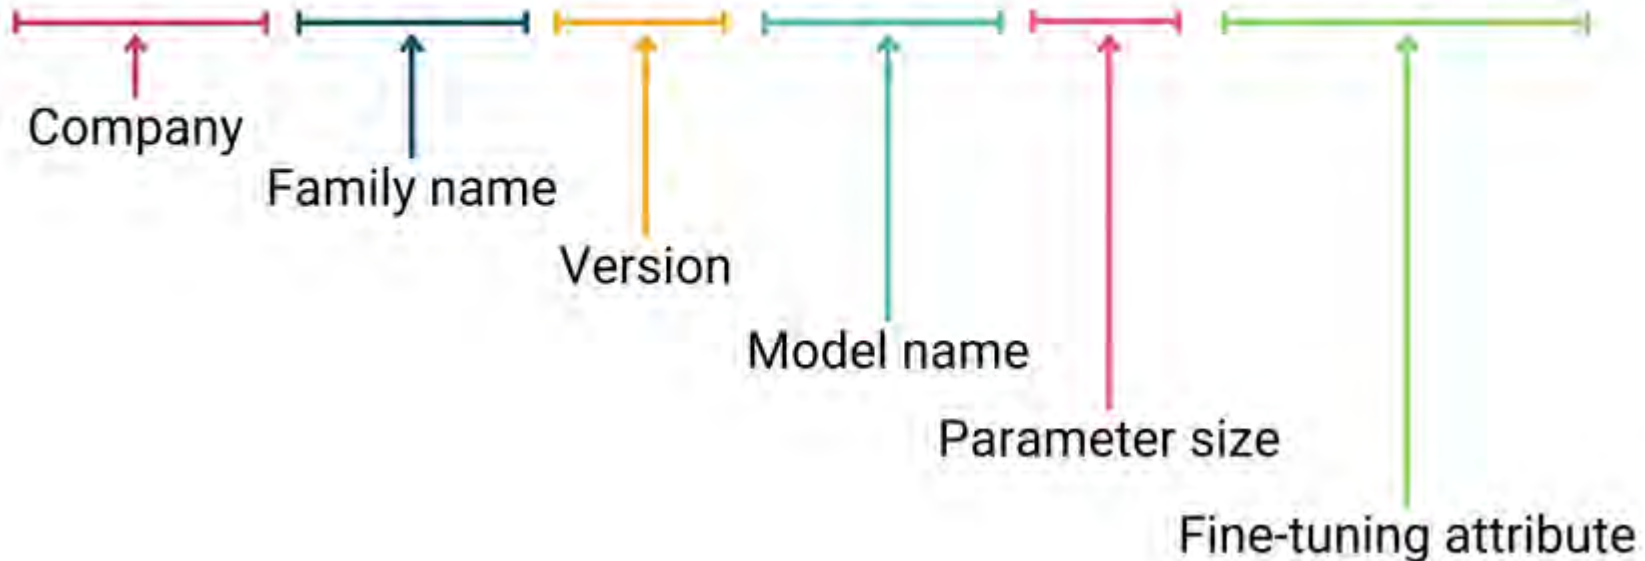 Company
Family name
Version
Model name
Parameter size
Fine-tuning attribute